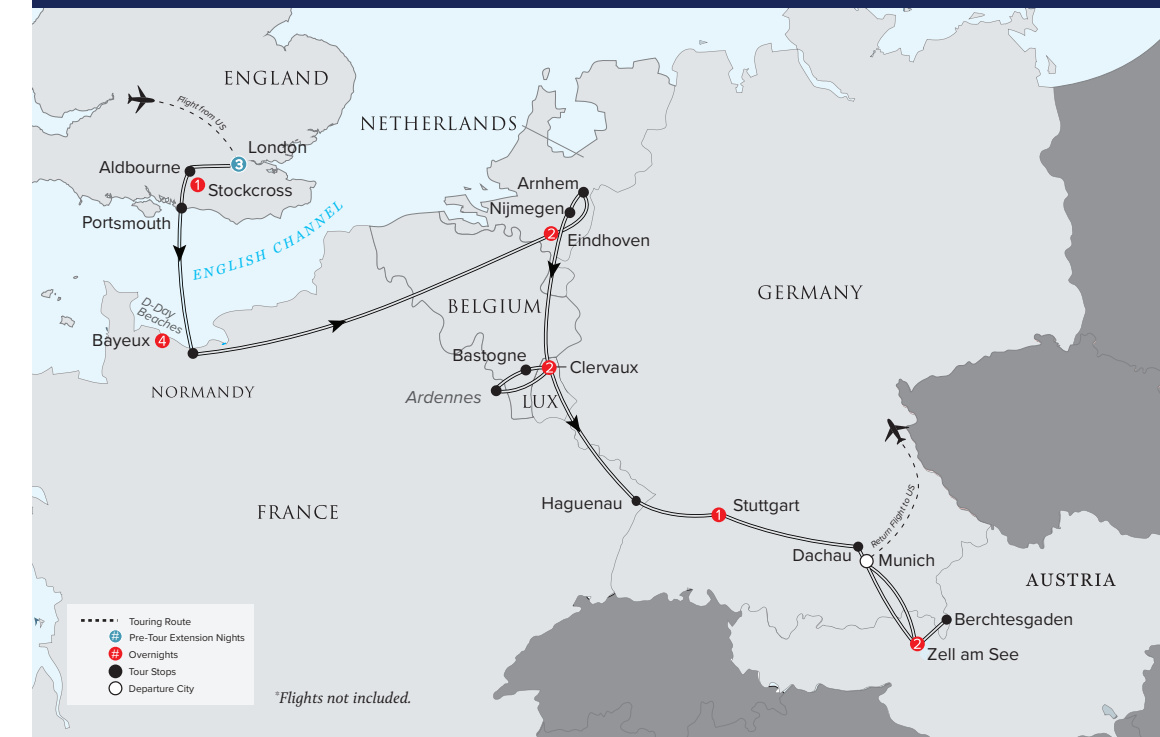 ENGLAND
Flight from US
London
3
Aldbourne
1
Stockcross
Portsmouth
ENGLISH CHANNEL
NETHERLANDS
Arnhem
Nijmegen
2
Eindhoven
D-Day
Beaches
Bayeux
4
NORMANDY
BELGIUM
GERMANY
Bastogne
2
Clervaux
Ardennes
LUX
FRANCE
Haguenau
1
Stuttgart
Return Flight to US
Dachau
Munich
AUSTRIA
Berchtesgaden
2
Zell am See
Touring Route
# Pre-Tour Extension Nights
# Overnights
Tour Stops
Departure City
*Flights not included.